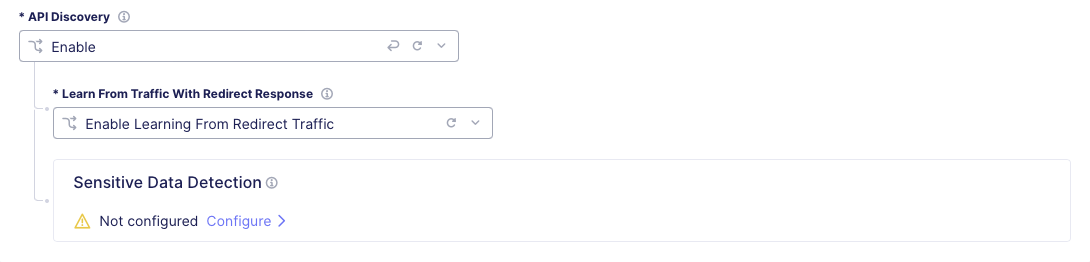 * API Discovery
Enable
* Learn From Traffic With Redirect Response
Enable Learning From Redirect Traffic
Sensitive Data Detection
Not configured Configure